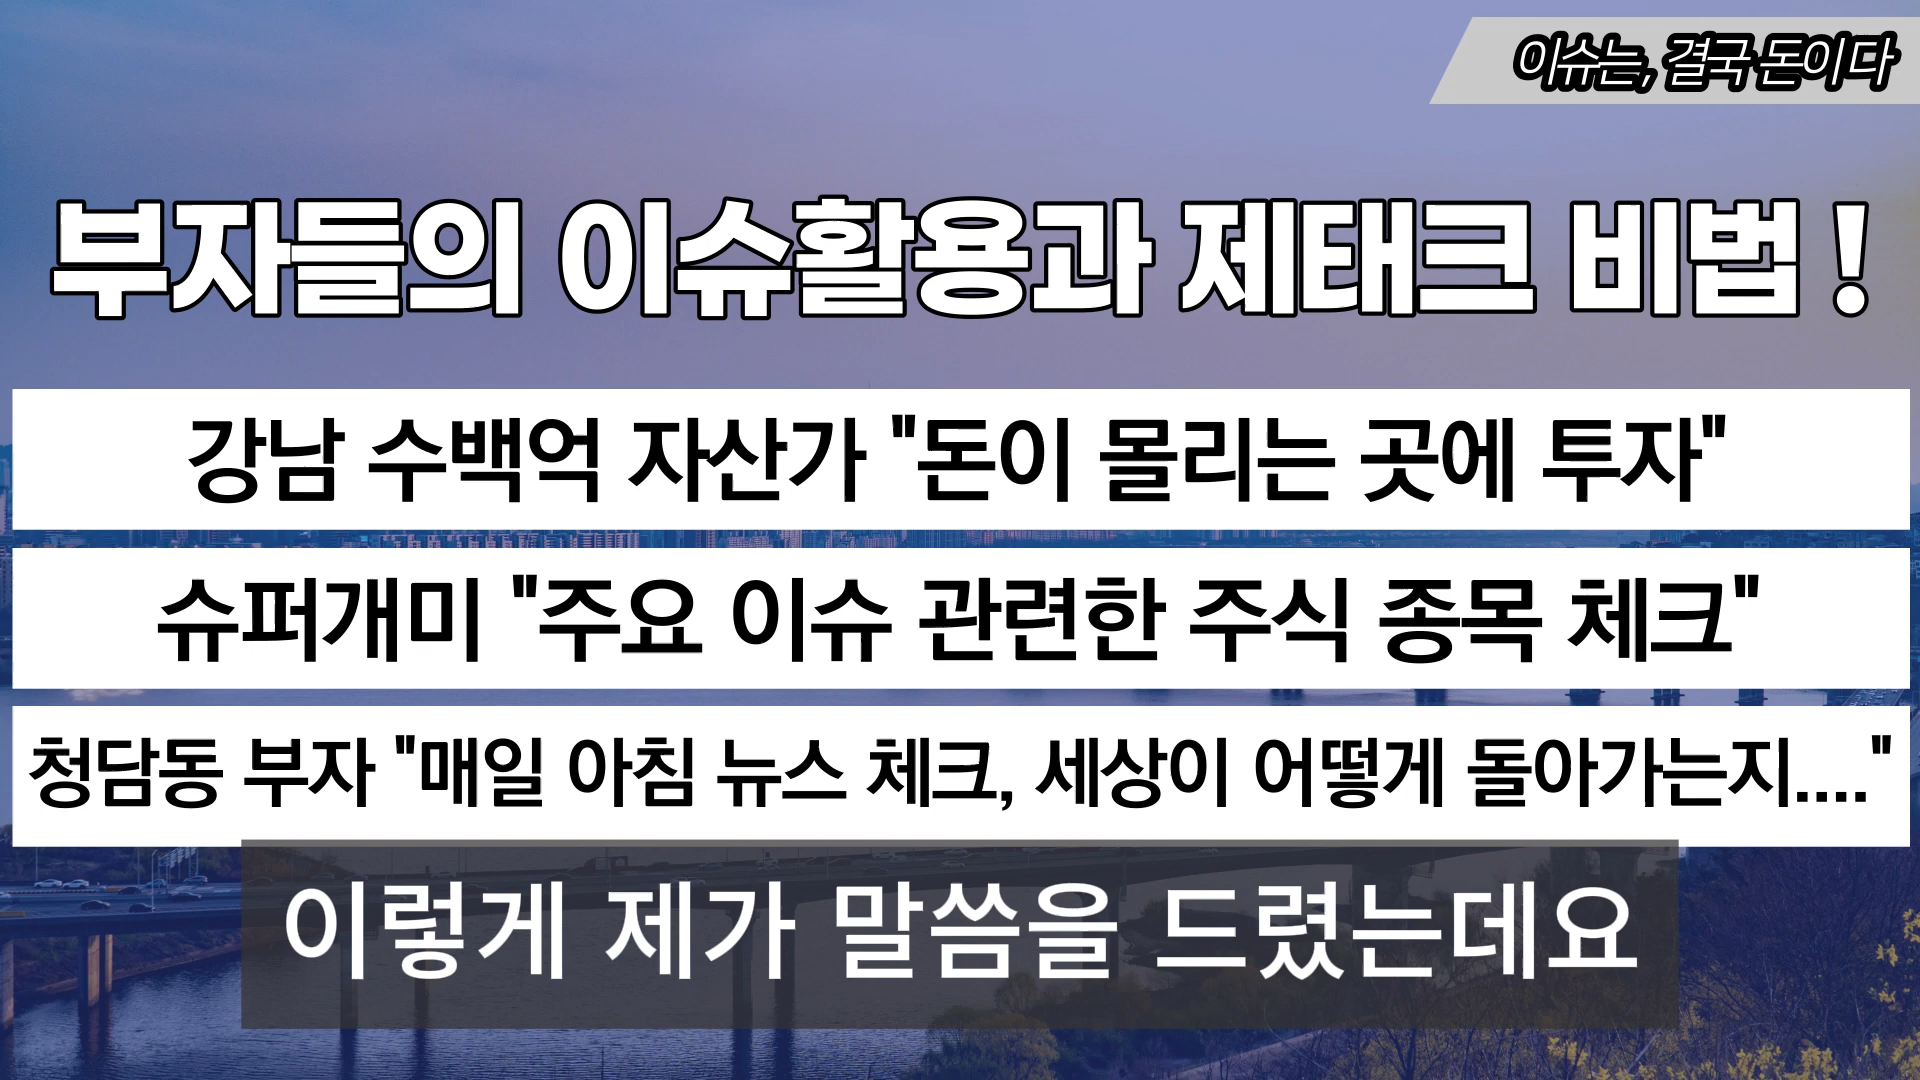 이슈는, 결국 돈이다
부자들의 이슈활용과 제태크 비법 !
강남 수백억 자산가 "돈이 몰리는 곳에 투자"
슈퍼개미 "주요 이슈 관련한 주식 종목 체크"
청담동 부자 "매일 아침 뉴스 체크, 세상이 어떻게 돌아가는지...."
이렇게 제가 말씀을 드렸는데요